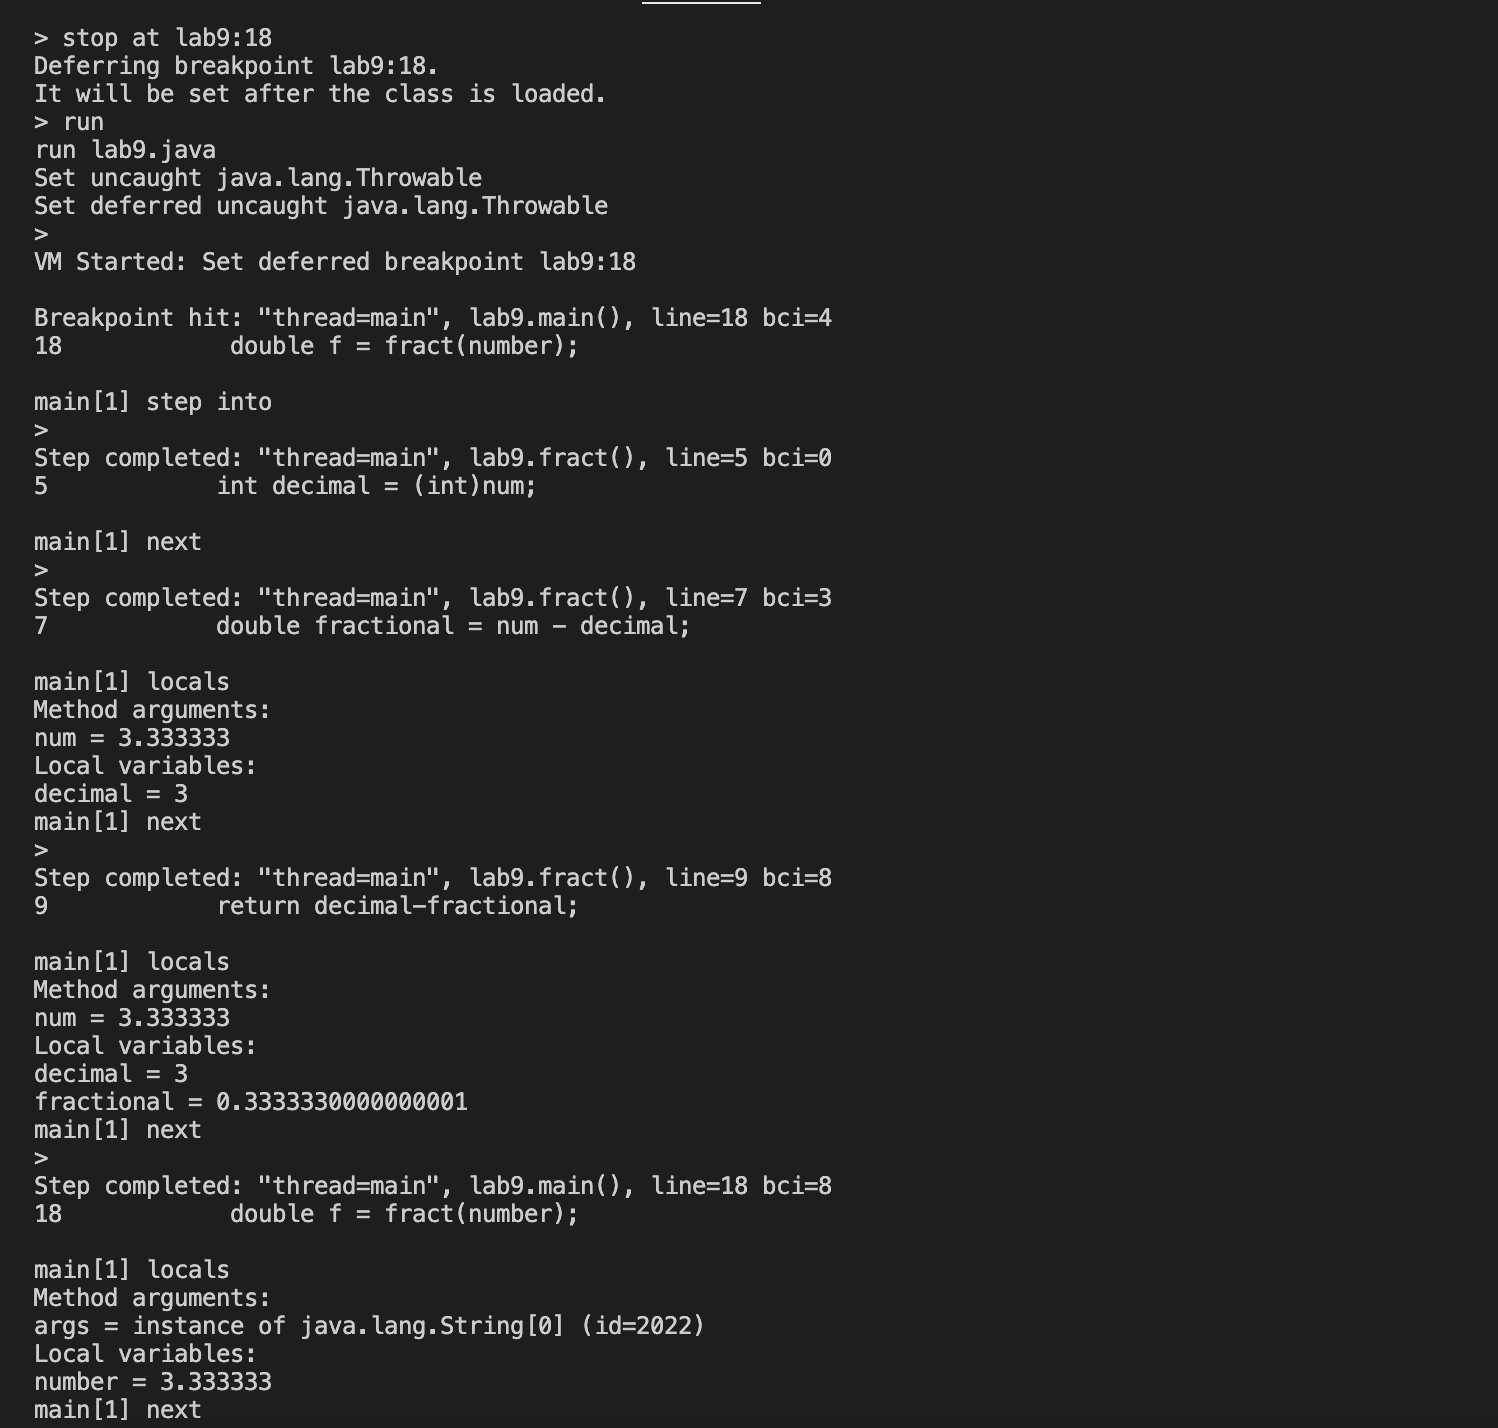 > stop at lab9:18
Deferring breakpoint lab9:18.
It will be set after the class is loaded.
> run
run lab9.java
Set uncaught java.lang.Throwable
Set deferred uncaught java.lang.Throwable
>
VM Started: Set deferred breakpoint lab9:18
Breakpoint hit: "thread=main", lab9.main(), line=18 bci=4
18            double f = fract(number);
main[1] step into
>
Step completed: "thread=main", lab9.fract(), line=5 bci=0
5            int decimal = (int)num;
main[1] next
>
Step completed: "thread=main", lab9.fract(), line=7 bci=3
7            double fractional = num - decimal;
main[1] locals
Method arguments:
num = 3.333333
Local variables:
decimal = 3
main[1] next
>
Step completed: "thread=main", lab9.fract(), line=9 bci=8
9            return decimal-fractional;
main[1] locals
Method arguments:
num = 3.333333
Local variables:
decimal = 3
fractional = 0.3333330000000001
main[1] next
>
Step completed: "thread=main", lab9.main(), line=18 bci=8
18            double f = fract(number);
main[1] locals
Method arguments:
args = instance of java.lang.String[0] (id=2022)
Local variables:
number = 3.333333
main[1] next